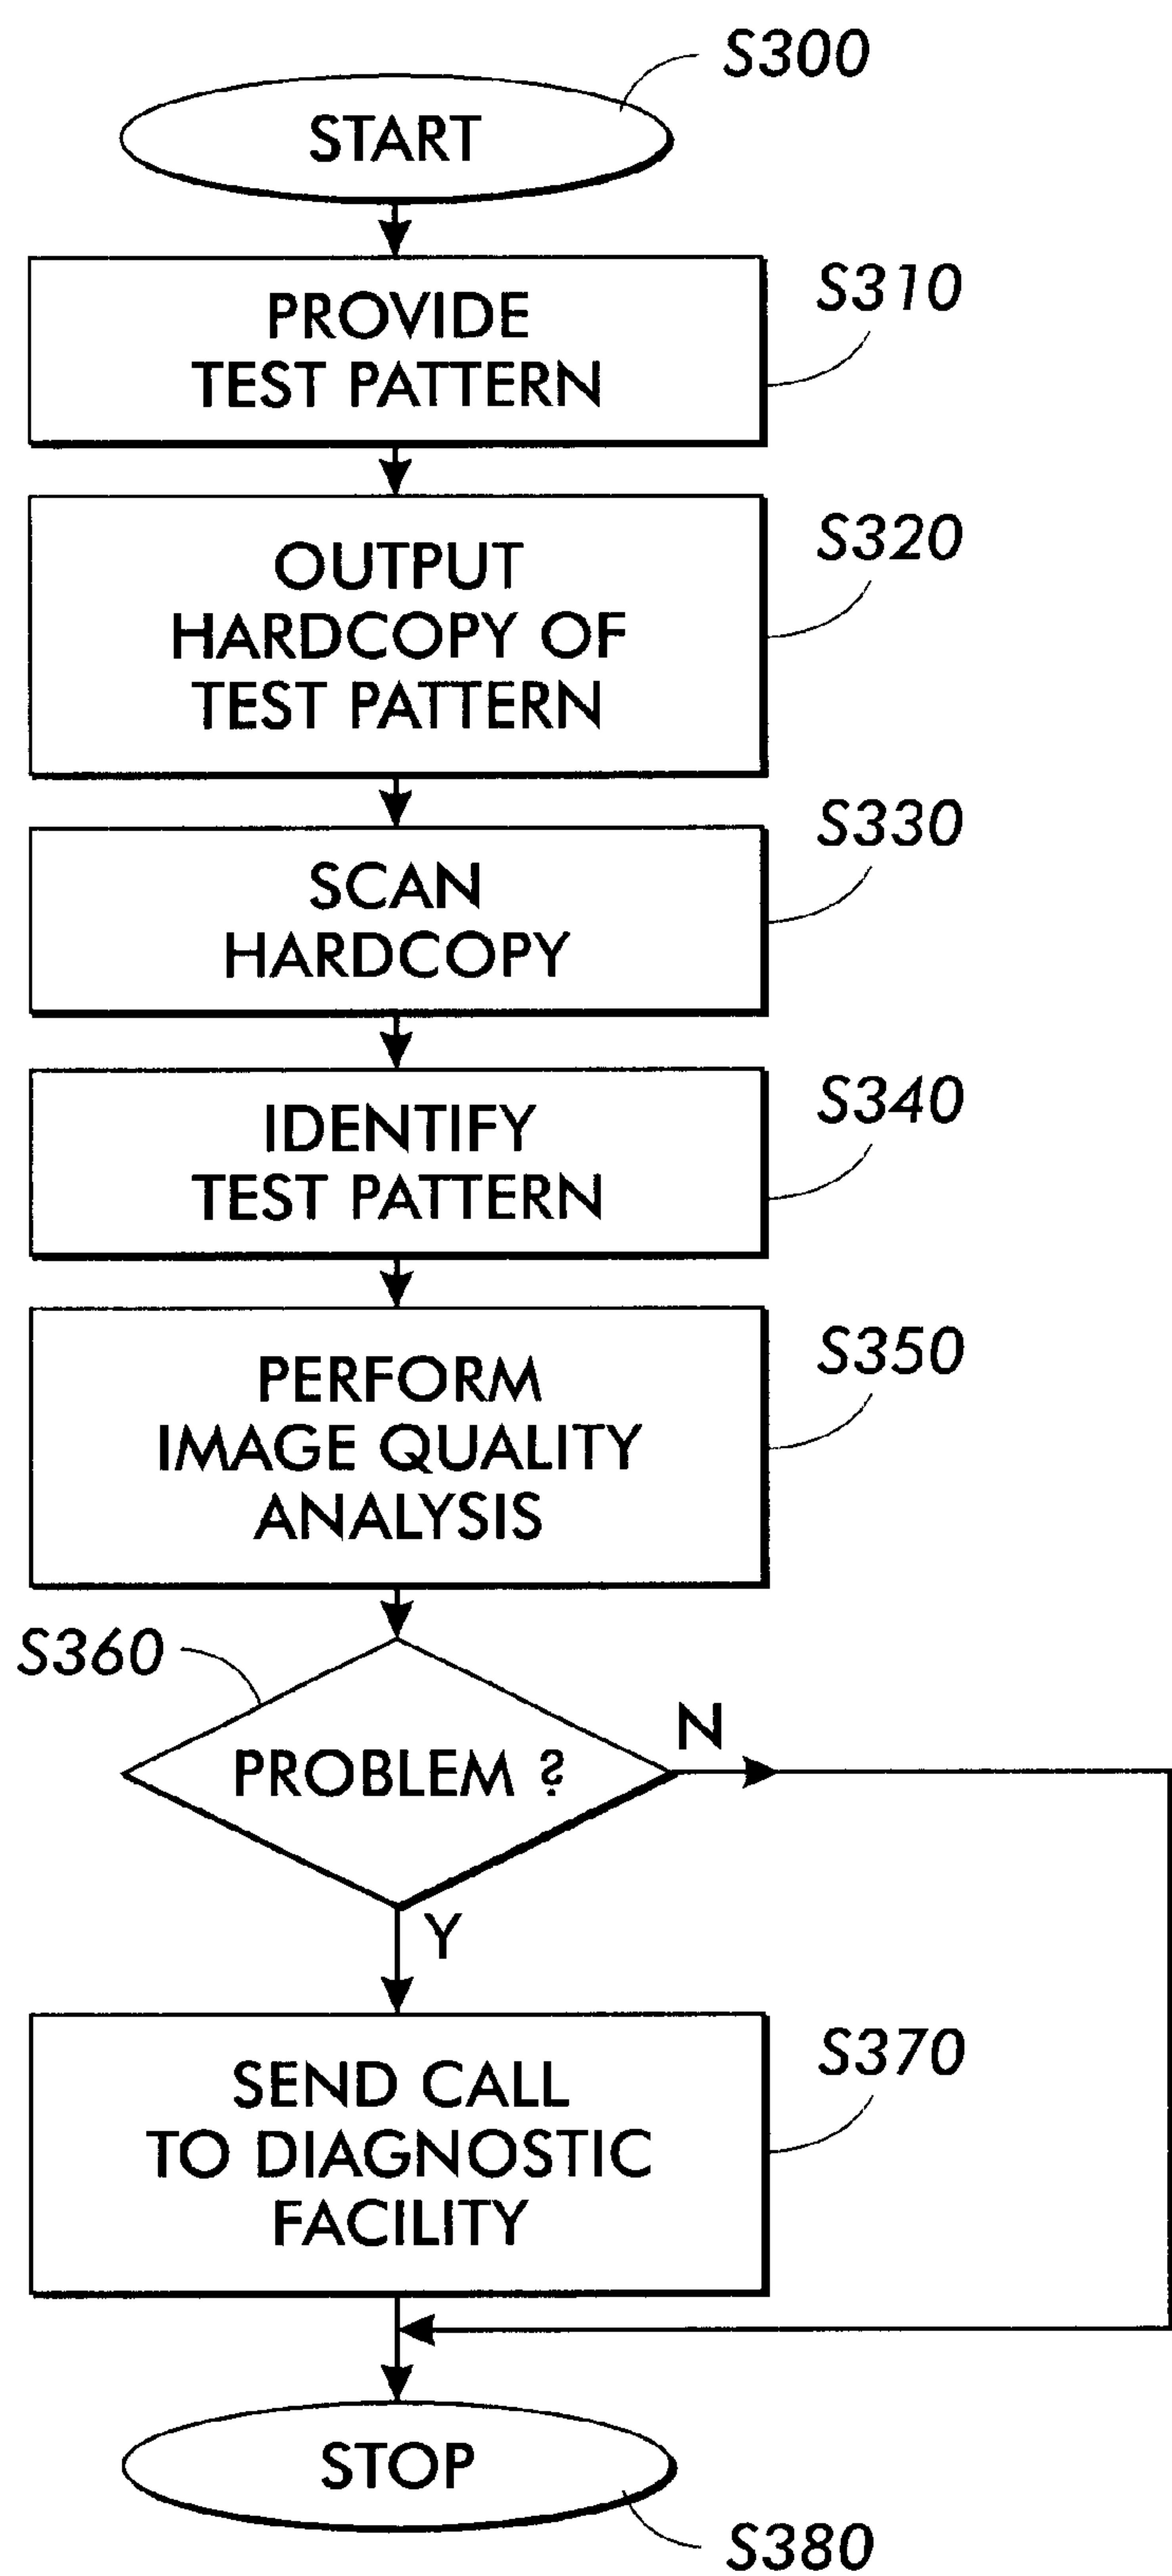 S300
START
S310
PROVIDE
TEST PATTERN
S320
OUTPUT
HARDCOPY OF
TEST PATTERN
S330
SCAN
HARDCOPY
S340
IDENTIFY
TEST PATTERN
S350
PERFORM
IMAGE QUALITY
ANALYSIS
S360
PROBLEM ?
N
Y
S370
SEND CALL
TO DIAGNOSTIC
FACILITY
STOP
S380